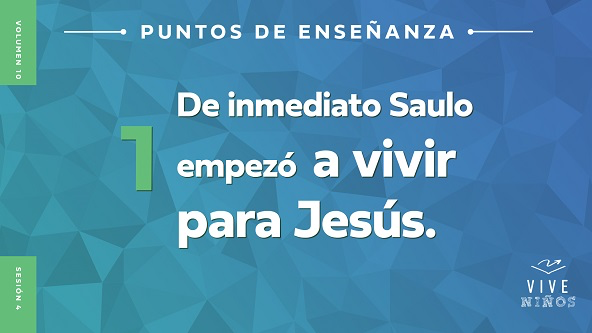 VOLUMEN 10
PUNTOS DE ENSEÑANZA
1
De inmediato Saulo
empezó a vivir
para Jesús.
SESIÓN 4
VIVE
NIÑOS